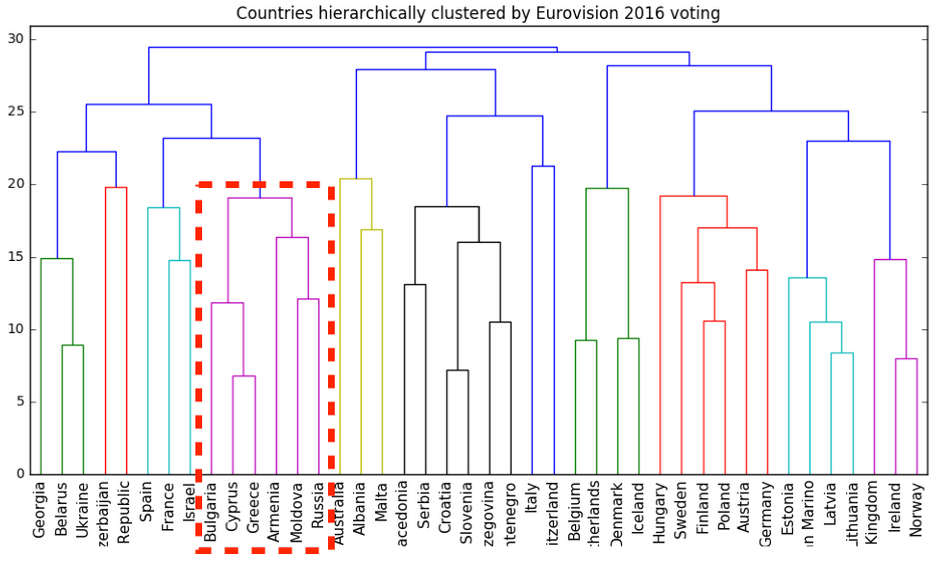 Countries hierarchically clustered by Eurovision 2016 voting
30
25
20
15
10
5
0
Georgia
Belarus
Ukraine
zerbaijan
Republic
Spain
France
Israel
Bulgaria
Cyprus
Greece
Armenia
Moldova
Russia
Australia
Albania
Malta
acedonia
Serbia
Croatia
Slovenia
zegovina
ntenegro
Italy
itzerland
Belgium
therlands
Denmark
Iceland
Hungary
Sweden
Finland
Poland
Austria
Germany
Estonia
n Marino
Latvia
ithuania
Kingdom
Ireland
Norway